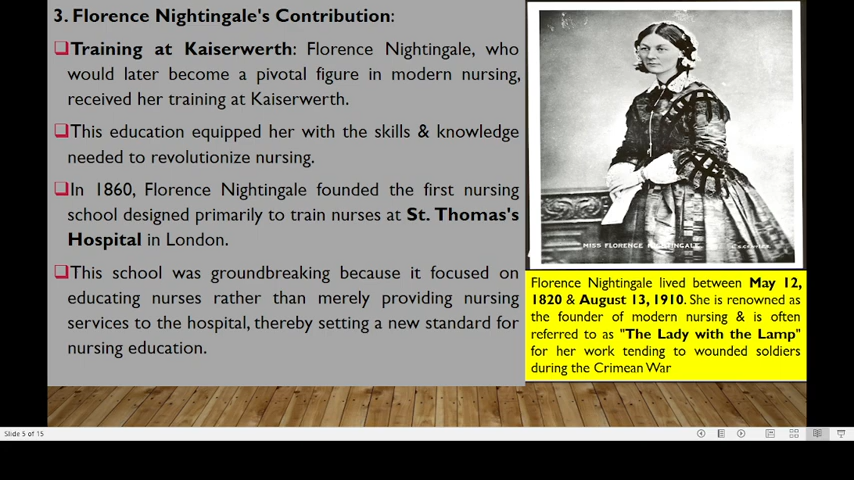 3. Florence Nightingale's Contribution:
❑Training at Kaiserwerth: Florence Nightingale, who
would later become a pivotal figure in modern nursing,
received her training at Kaiserwerth.
❑This education equipped her with the skills & knowledge
needed to revolutionize nursing.
❑In 1860, Florence Nightingale founded the first nursing
school designed primarily to train nurses at St. Thomas's
Hospital in London.
❑This school was groundbreaking because it focused on
educating nurses rather than merely providing nursing
services to the hospital, thereby setting a new standard for
nursing education.
MISS FLORENCE NIGHTINGALE
Florence Nightingale lived between May 12,
1820 & August 13, 1910. She is renowned as
the founder of modern nursing & is often
referred to as "The Lady with the Lamp"
for her work tending to wounded soldiers
during the Crimean War
Slide 5 of 15